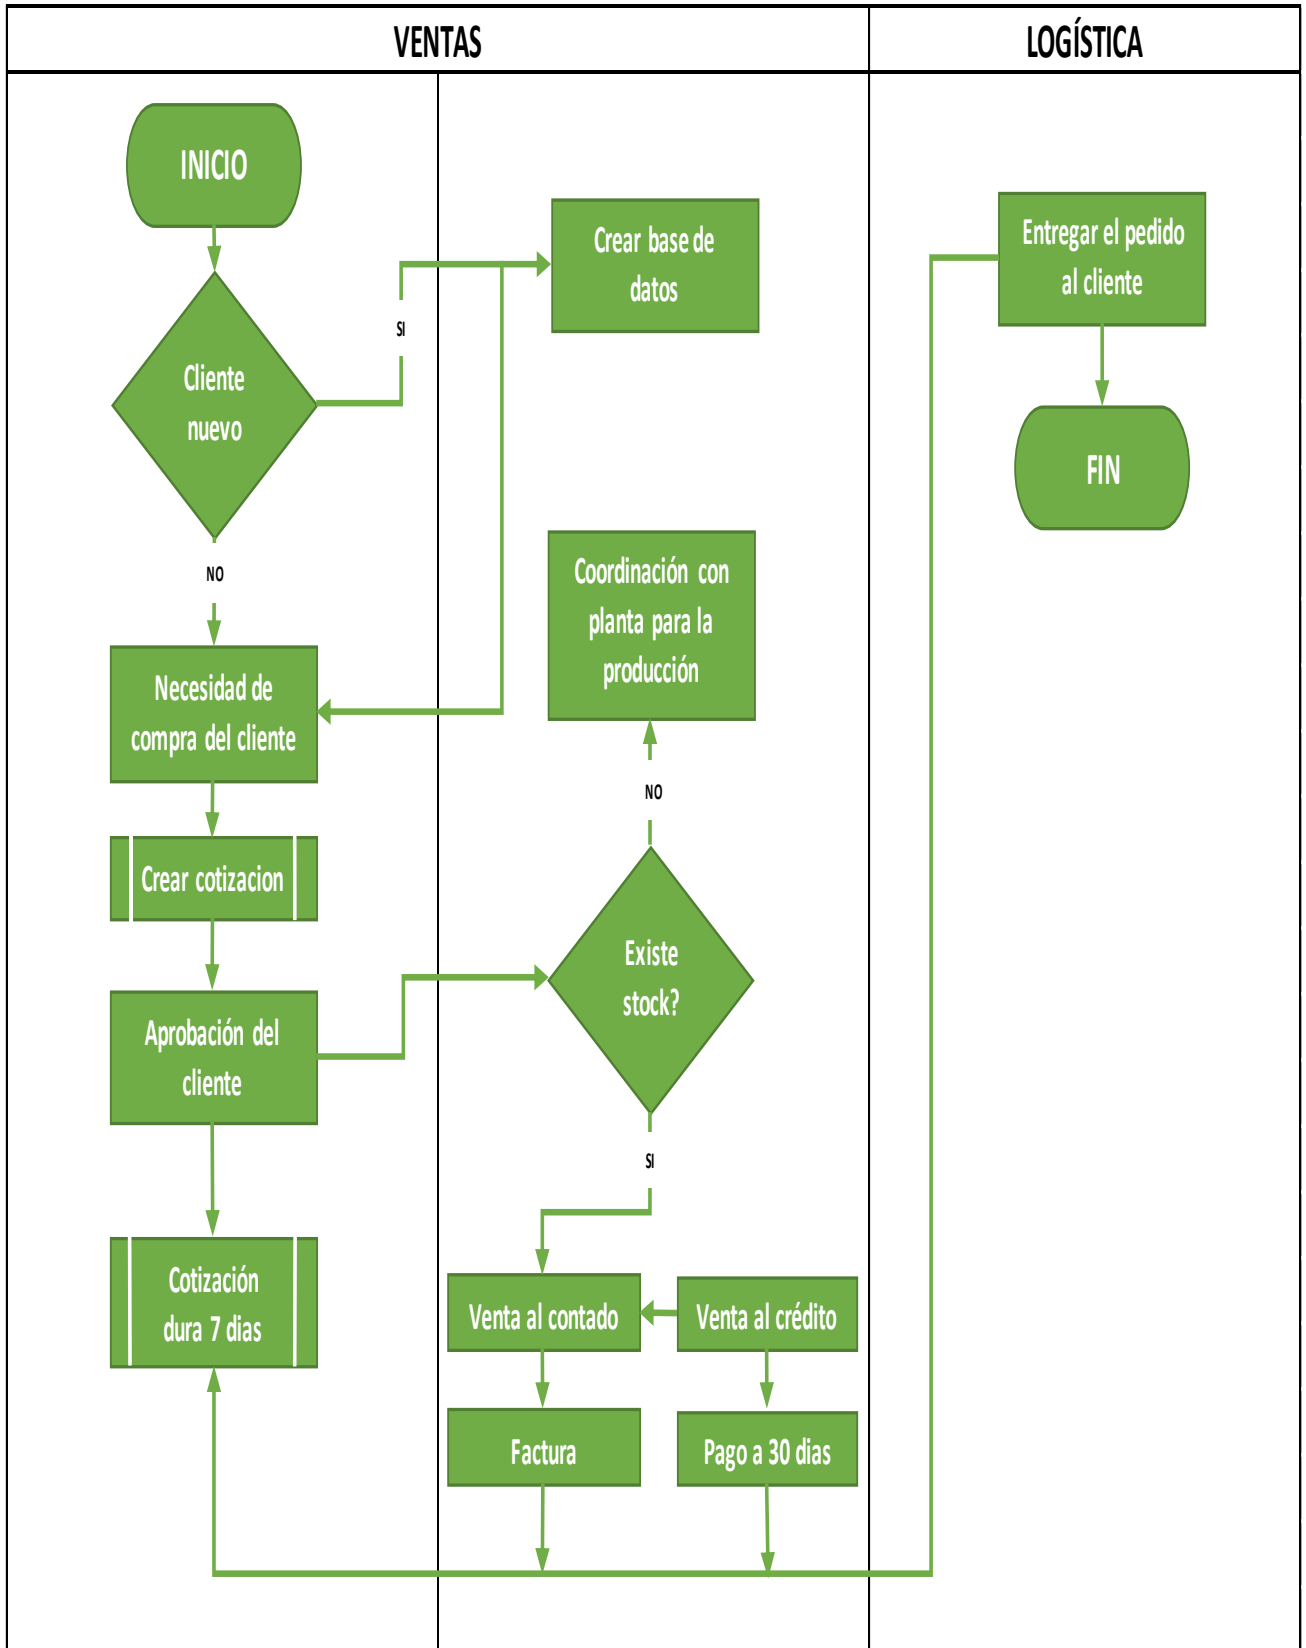 VENTAS
LOGÍSTICA
INICIO
Crear base de
datos
Entregar el pedido
al cliente
SI
Cliente
nuevo
FIN
NO
Coordinación con
planta para la
producción
Necesidad de
compra del cliente
NO
Crear cotizacion
Existe
stock?
Aprobación del
cliente
SI
Cotización
dura 7 dias
Venta al contado
Venta al crédito
Factura
Pago a 30 dias